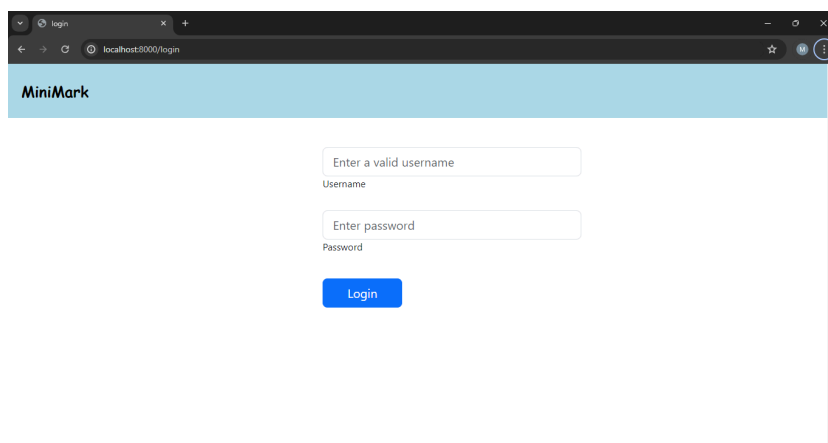 login
localhost:8000/login
M
MiniMark
Enter a valid username
Username
Enter password
Password
Login